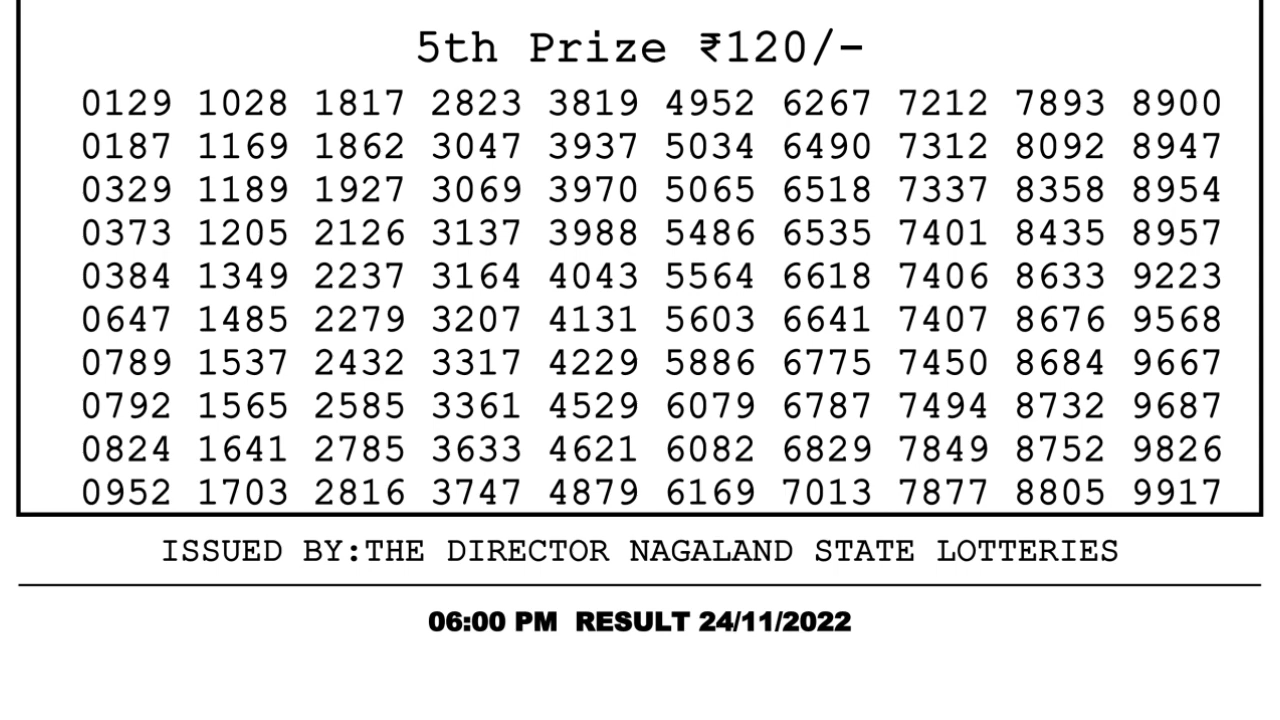 5th Prize ₹120/-
0129 1028 1817 2823 3819 4952 6267 7212 7893 8900
0187 1169 1862 3047 3937 5034 6490 7312 8092 8947
0329 1189 1927 3069 3970 5065 6518 7337 8358 8954
0373 1205 2126 3137 3988 5486 6535 7401 8435 8957
0384 1349 2237 3164 4043 5564 6618 7406 8633 9223
0647 1485 2279 3207 4131 5603 6641 7407 8676 9568
0789 1537 2432 3317 4229 5886 6775 7450 8684 9667
0792 1565 2585 3361 4529 6079 6787 7494 8732 9687
0824 1641 2785 3633 4621 6082 6829 7849 8752 9826
0952 1703 2816 3747 4879 6169 7013 7877 8805 9917
ISSUED BY:THE DIRECTOR NAGALAND STATE LOTTERIES
06:00 PM RESULT 24/11/2022